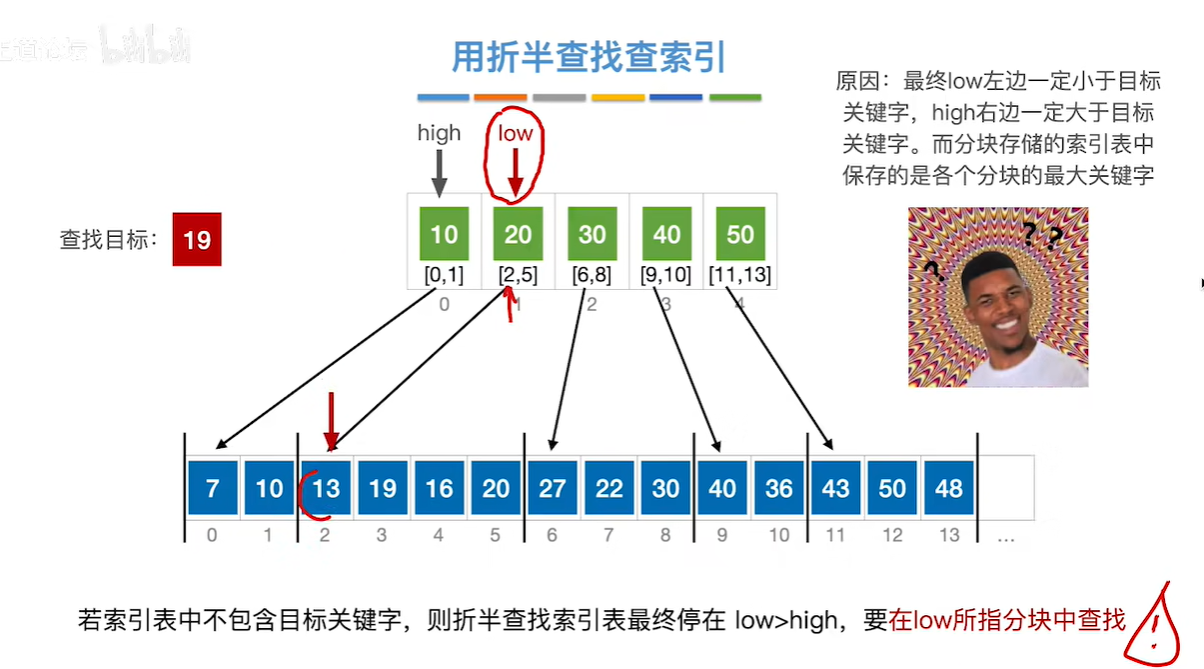 王道论坛 bilibili
用折半查找查索引
原因：最终low左边一定小于目标
关键字，high右边一定大于目标
关键字。而分块存储的索引表中
保存的是各个分块的最大关键字
high low
查找目标： 19
10 20 30 40 50
[0,1] [2,5] [6,8] [9,10] [11,13]
0 1 2 3 4
? ? ?
7 10 13 19 16 20 27 22 30 40 36 43 50 48
0 1 2 3 4 5 6 7 8 9 10 11 12 13 ...
若索引表中不包含目标关键字，则折半查找索引表最终停在 low>high，要在low所指分块中查找
!